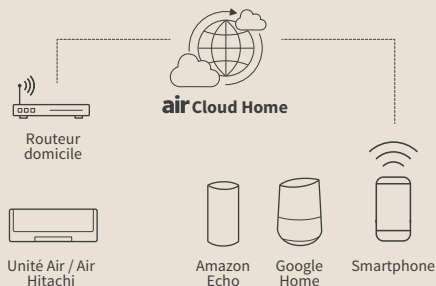 air Cloud Home
Routeur
domicile
Unité Air / Air
Hitachi
Amazon
Echo
Google
Home
Smartphone